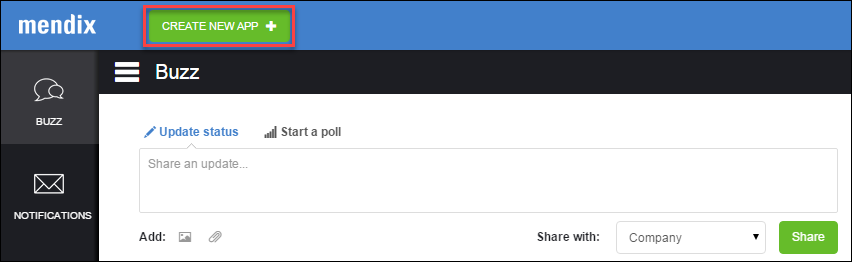 mendix
CREATE NEW APP
Buzz
BUZZ
Update status
Start a poll
Share an update...
NOTIFICATIONS
Add:
Share with:
Company
Share